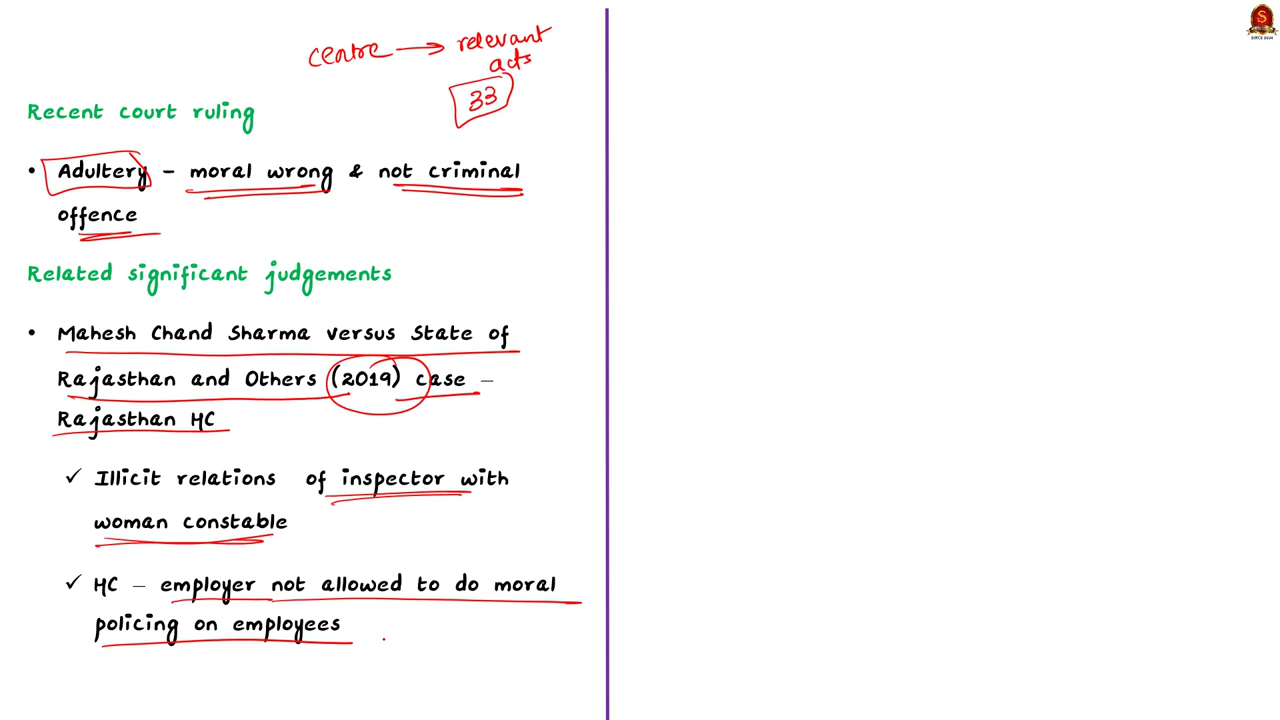 centre → relevant
acts
33
Recent court ruling
• Adultery – moral wrong & not criminal
offence
Related significant judgements
• Mahesh Chand Sharma versus State of
Rajasthan and Others (2019) case –
Rajasthan HC
✓ Illicit relations of inspector with
woman constable
✓ HC – employer not allowed to do moral
policing on employees
S
SINCE 2004